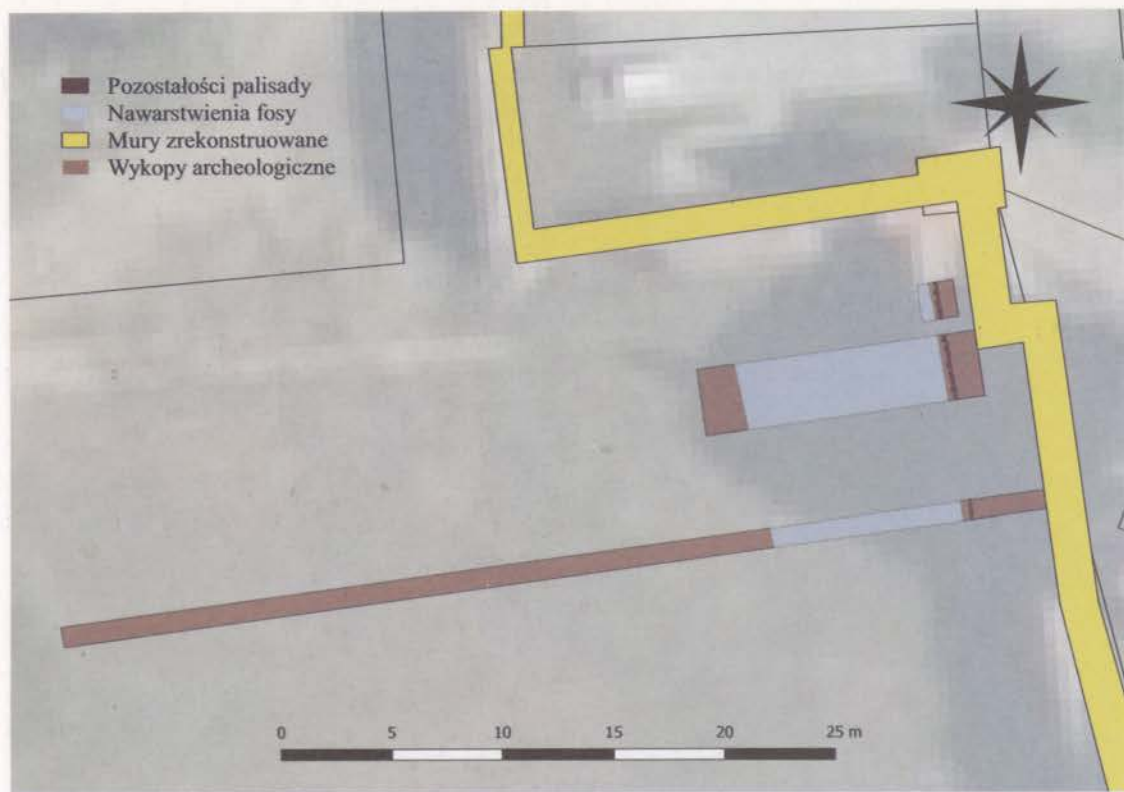 Pozostałości palisady
Nawarstwienia fosy
Mury zrekonstruowane
Wykopy archeologiczne
0 5 10 15 20 25 m